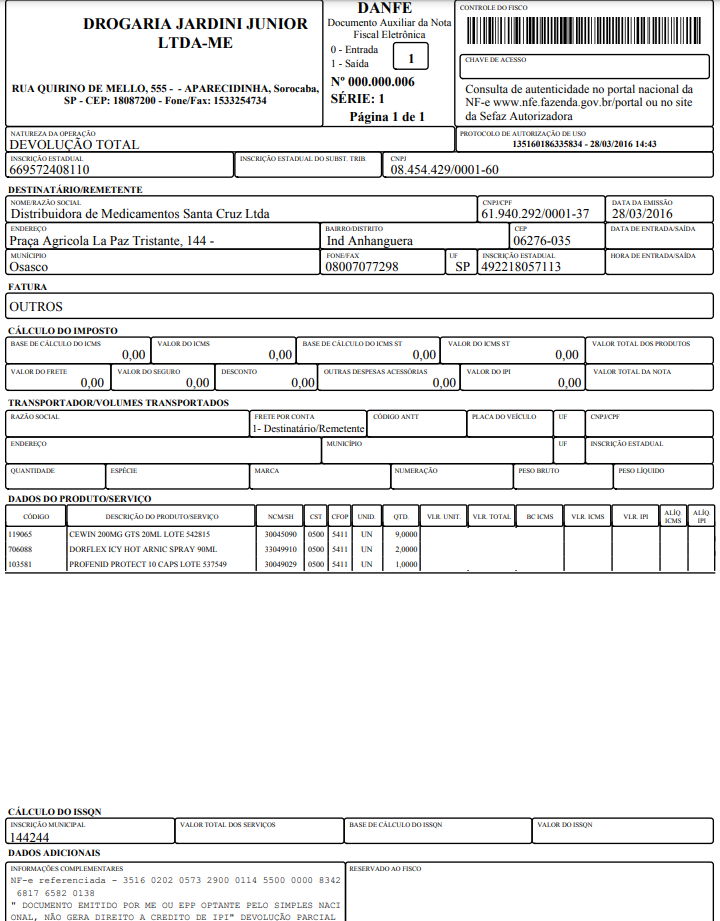 DROGARIA JARDINI JUNIOR
LTDA-ME
RUA QUIRINO DE MELLO, 555 - - APARECIDINHA, Sorocaba,
SP - CEP: 18087200 - Fone/Fax: 1533254734
DANFE
Documento Auxiliar da Nota
Fiscal Eletrônica
0 - Entrada
1 - Saída
1
Nº 000.000.006
SÉRIE: 1
Página 1 de 1
CONTROLE DO FISCO
CHAVE DE ACESSO
Consulta de autenticidade no portal nacional da
NF-e www.nfe.fazenda.gov.br/portal ou no site
da Sefaz Autorizadora
NATUREZA DA OPERAÇÃO
DEVOLUÇÃO TOTAL
PROTOCOLO DE AUTORIZAÇÃO DE USO
135160186335834 - 28/03/2016 14:43
INSCRIÇÃO ESTADUAL
669572408110
INSCRIÇÃO ESTADUAL DO SUBST. TRIB.
CNPJ
08.454.429/0001-60
DESTINATÁRIO/REMETENTE
NOME/RAZÃO SOCIAL
Distribuidora de Medicamentos Santa Cruz Ltda
CNPJ/CPF
61.940.292/0001-37
DATA DA EMISSÃO
28/03/2016
ENDEREÇO
Praça Agricola La Paz Tristante, 144 -
BAIRRO/DISTRITO
Ind Anhanguera
CEP
06276-035
DATA DE ENTRADA/SAÍDA
MUNICÍPIO
Osasco
FONE/FAX
08007077298
UF
SP
INSCRIÇÃO ESTADUAL
492218057113
HORA DE ENTRADA/SAÍDA
FATURA
OUTROS
CÁLCULO DO IMPOSTO
BASE DE CÁLCULO DO ICMS
0,00
VALOR DO ICMS
0,00
BASE DE CÁLCULO DO ICMS ST
0,00
VALOR DO ICMS ST
0,00
VALOR TOTAL DOS PRODUTOS
VALOR DO FRETE
0,00
VALOR DO SEGURO
0,00
DESCONTO
0,00
OUTRAS DESPESAS ACESSÓRIAS
0,00
VALOR DO IPI
0,00
VALOR TOTAL DA NOTA
TRANSPORTADOR/VOLUMES TRANSPORTADOS
RAZÃO SOCIAL
FRETE POR CONTA
1- Destinatário/Remetente
CÓDIGO ANTT
PLACA DO VEÍCULO
UF
CNPJ/CPF
ENDEREÇO
MUNICÍPIO
UF
INSCRIÇÃO ESTADUAL
QUANTIDADE
ESPÉCIE
MARCA
NUMERAÇÃO
PESO BRUTO
PESO LÍQUIDO
DADOS DO PRODUTO/SERVIÇO
CÓDIGO DESCRIÇÃO DO PRODUTO/SERVIÇO NCM/SH CST CFOP UNID. QTD. VLR. UNIT. VLR. TOTAL BC ICMS VLR. ICMS VLR. IPI ALÍQ. ICMS ALÍQ. IPI
119065 CEWIN 200MG GTS 20ML LOTE 542815 30045090 0500 5411 UN 9,0000
706088 DORFLEX ICY HOT ARNIC SPRAY 90ML 33049910 0500 5411 UN 2,0000
103581 PROFENID PROTECT 10 CAPS LOTE 537549 30049029 0500 5411 UN 1,0000
CÁLCULO DO ISSQN
INSCRIÇÃO MUNICIPAL
144244
VALOR TOTAL DOS SERVIÇOS
BASE DE CÁLCULO DO ISSQN
VALOR DO ISSQN
DADOS ADICIONAIS
INFORMAÇÕES COMPLEMENTARES
NF-e referenciada - 3516 0202 0573 2900 0114 5500 0000 8342
6817 6582 0138
" DOCUMENTO EMITIDO POR ME OU EPP OPTANTE PELO SIMPLES NACI
ONAL, NÃO GERA DIREITO A CREDITO DE IPI" DEVOLUÇÃO PARCIAL
RESERVADO AO FISCO